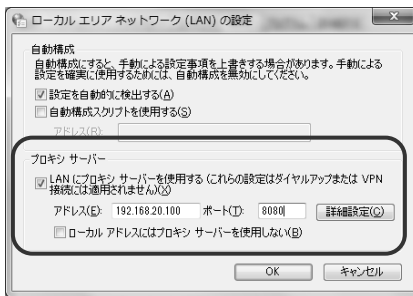 ローカル エリア ネットワーク (LAN) の設定
自動構成
自動構成にすると、手動による設定事項を上書きする場合があります。手動による
設定を確実に使用するためには、自動構成を無効にしてください。
設定を自動的に検出する(A)
自動構成スクリプトを使用する(S)
アドレス(R):
プロキシ サーバー
LAN にプロキシ サーバーを使用する (これらの設定はダイヤルアップまたは VPN
接続には適用されません)(X)
アドレス(E): 192.168.20.100 ポート(T): 8080 詳細設定(C)
ローカル アドレスにはプロキシ サーバーを使用しない(B)
OK キャンセル